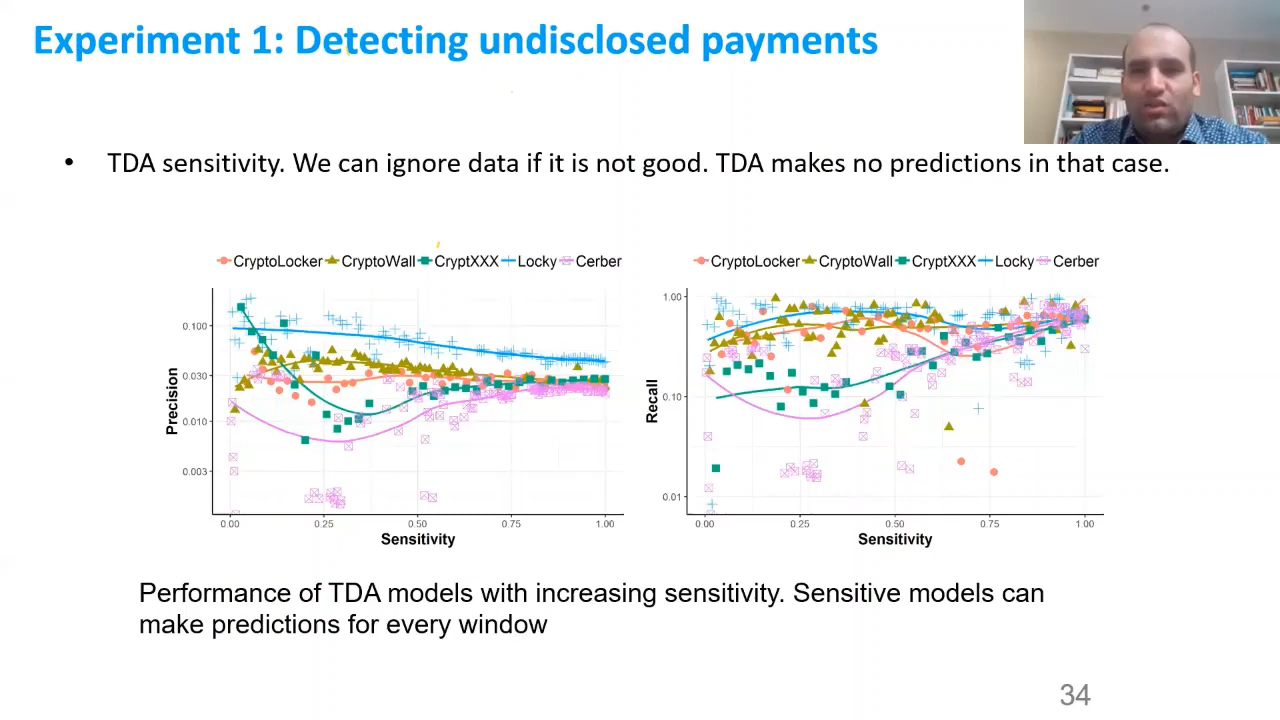 Experiment 1: Detecting undisclosed payments
• TDA sensitivity. We can ignore data if it is not good. TDA makes no predictions in that case.
CryptoLocker CryptoWall CryptXXX Locky Cerber
0.100
0.030
0.010
0.003
Precision
0.00 0.25 0.50 0.75 1.00
Sensitivity
CryptoLocker CryptoWall CryptXXX Locky Cerber
1.00
0.10
0.01
Recall
0.00 0.25 0.50 0.75 1.00
Sensitivity
Performance of TDA models with increasing sensitivity. Sensitive models can
make predictions for every window
34